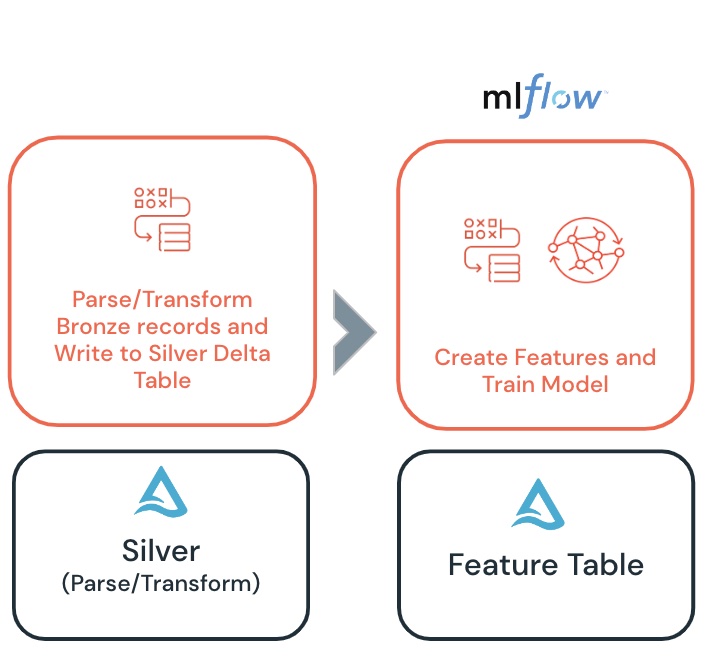 mlflow™
Parse/Transform
Bronze records and
Write to Silver Delta
Table
Create Features and
Train Model
Silver
(Parse/Transform)
Feature Table